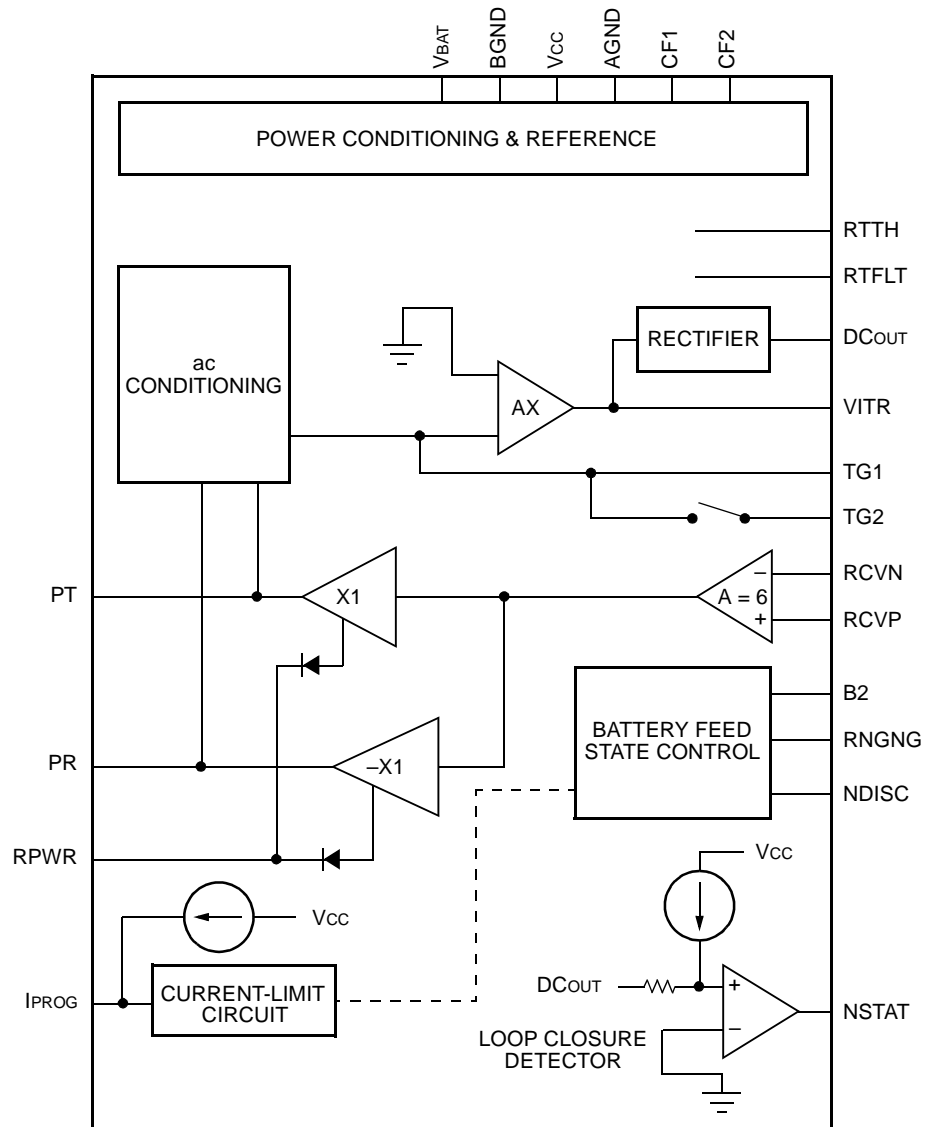 VBAT
BGND
VCC
AGND
CF1
CF2
POWER CONDITIONING & REFERENCE
RTTH
RTFLT
ac
CONDITIONING
RECTIFIER
DCOUT
AX
VITR
TG1
TG2
PT
X1
A = 6
–
+
RCVN
RCVP
BATTERY FEED
STATE CONTROL
B2
RNGNG
NDISC
PR
–X1
RPWR
VCC
VCC
IPROG
CURRENT-LIMIT
CIRCUIT
DCOUT
+
–
NSTAT
LOOP CLOSURE
DETECTOR